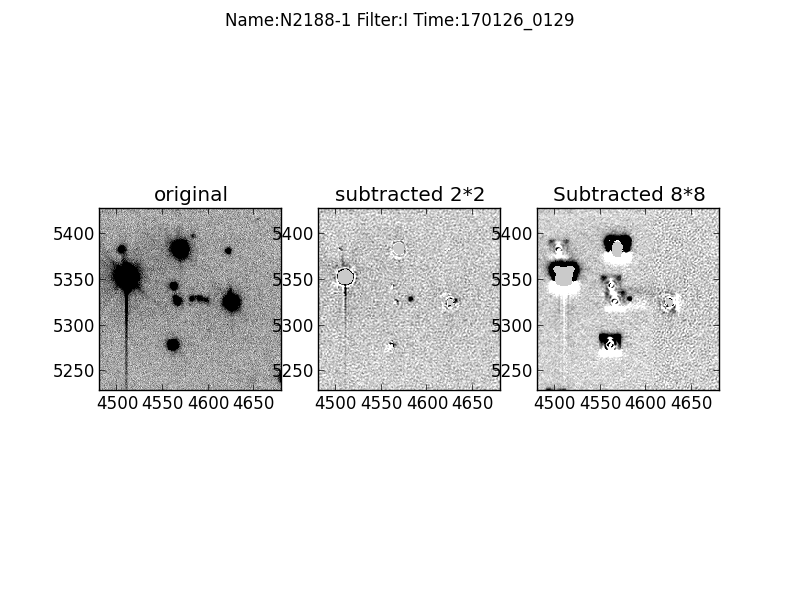 Name:N2188-1 Filter:I Time:170126_0129
original
subtracted 2*2
Subtracted 8*8
5400 5400 5400
5350 5350 5350
5300 5300 5300
5250 5250 5250
4500 4550 4600 4650 4500 4550 4600 4650 4500 4550 4600 4650